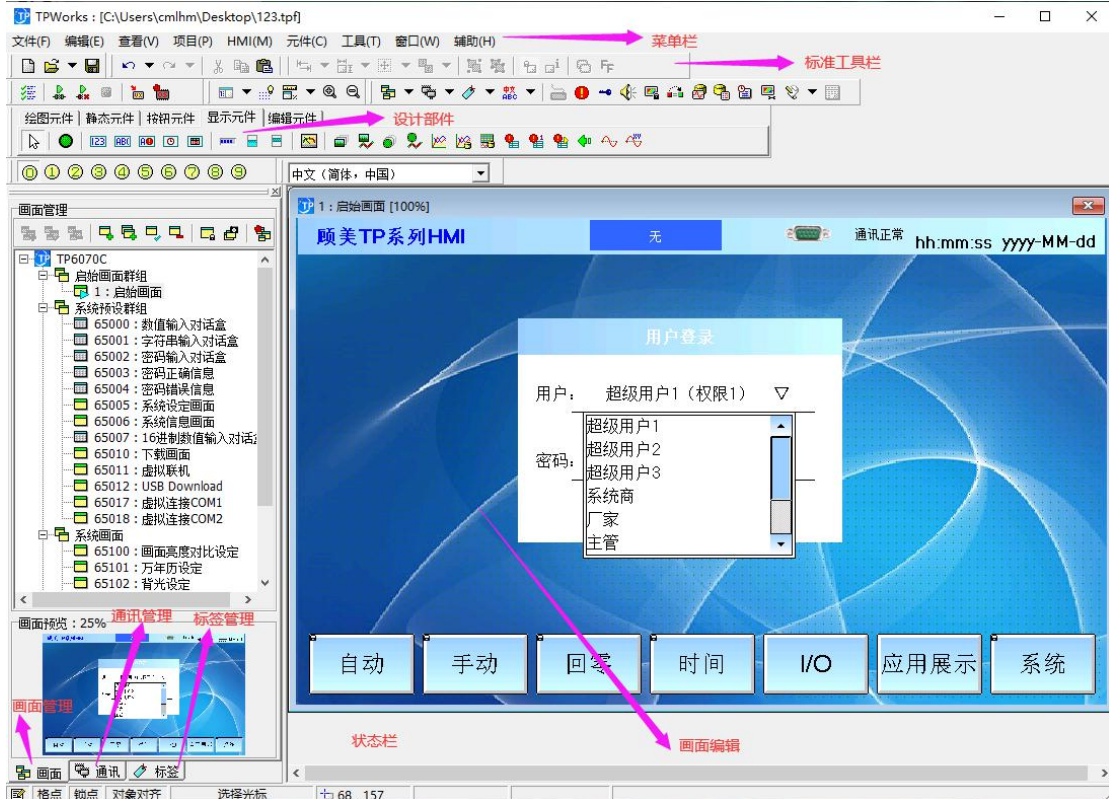 TPWorks : [C:\Users\cmlhm\Desktop\123.tpf]
文件(F) 编辑(E) 查看(V) 项目(P) HMI(M) 元件(C) 工具(T) 窗口(W) 辅助(H)
菜单栏
标准工具栏
绘图元件 静态元件 按钮元件 显示元件 编辑元件
设计部件
0 1 2 3 4 5 6 7 8 9
中文（简体，中国）
画面管理
TP6070C
启始画面群组
1：启始画面
系统预设群组
65000：数值输入对话盒
65001：字符串输入对话盒
65002：密码输入对话盒
65003：密码正确信息
65004：密码错误信息
65005：系统设定画面
65006：系统信息画面
65007：16进制数值输入对话
65010：下载画面
65011：虚拟联机
65012：USB Download
65017：虚拟连接COM1
65018：虚拟连接COM2
系统画面
65100：画面亮度对比设定
65101：万年历设定
65102：背光设定
画面预览：25%
通讯管理
标签管理
画面管理
画面 通讯 标签
1：启始画面 [100%]
顾美TP系列HMI
无
通讯正常
hh:mm:ss yyyy-MM-dd
用户登录
用户： 超级用户1（权限1）
密码：
超级用户1
超级用户2
超级用户3
系统商
厂家
主管
自动 手动 回零 时间 I/O 应用展示 系统
状态栏
画面编辑
格点 锁点 对象对齐 选择光标 68 157